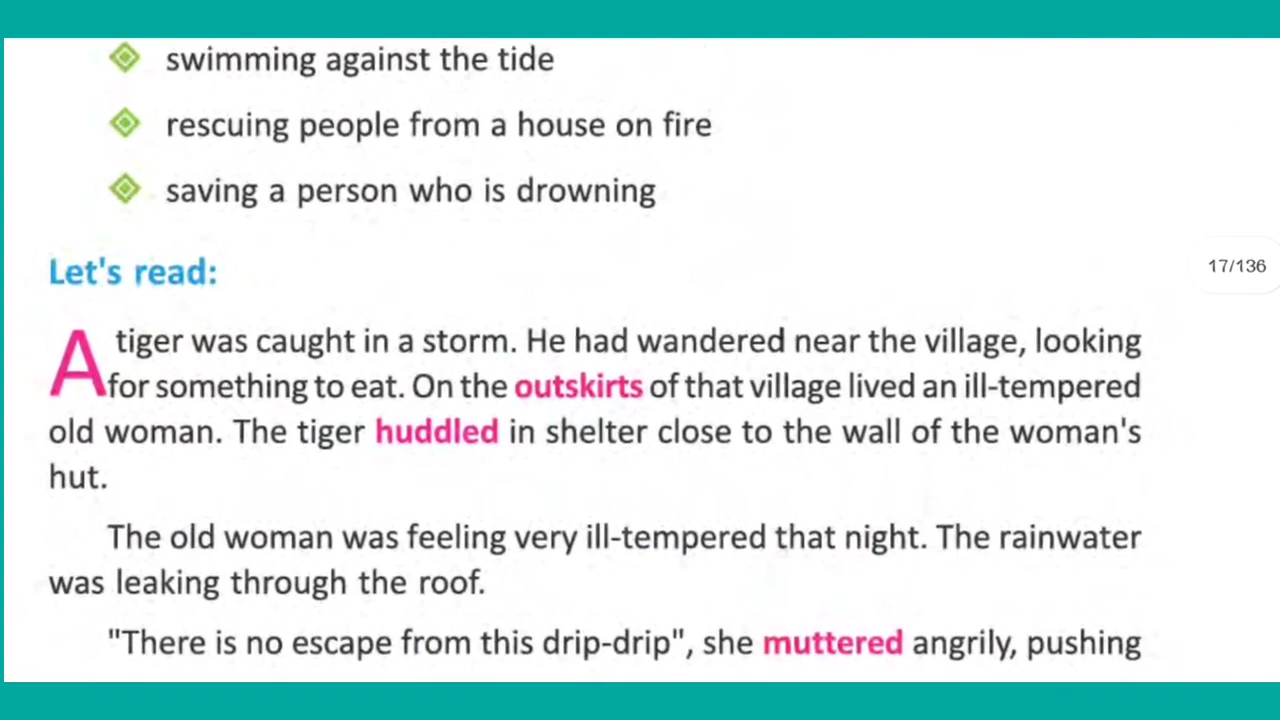 swimming against the tide
rescuing people from a house on fire
saving a person who is drowning
Let's read:
17/136
A tiger was caught in a storm. He had wandered near the village, looking
for something to eat. On the outskirts of that village lived an ill-tempered
old woman. The tiger huddled in shelter close to the wall of the woman's
hut.
The old woman was feeling very ill-tempered that night. The rainwater
was leaking through the roof.
"There is no escape from this drip-drip", she muttered angrily, pushing